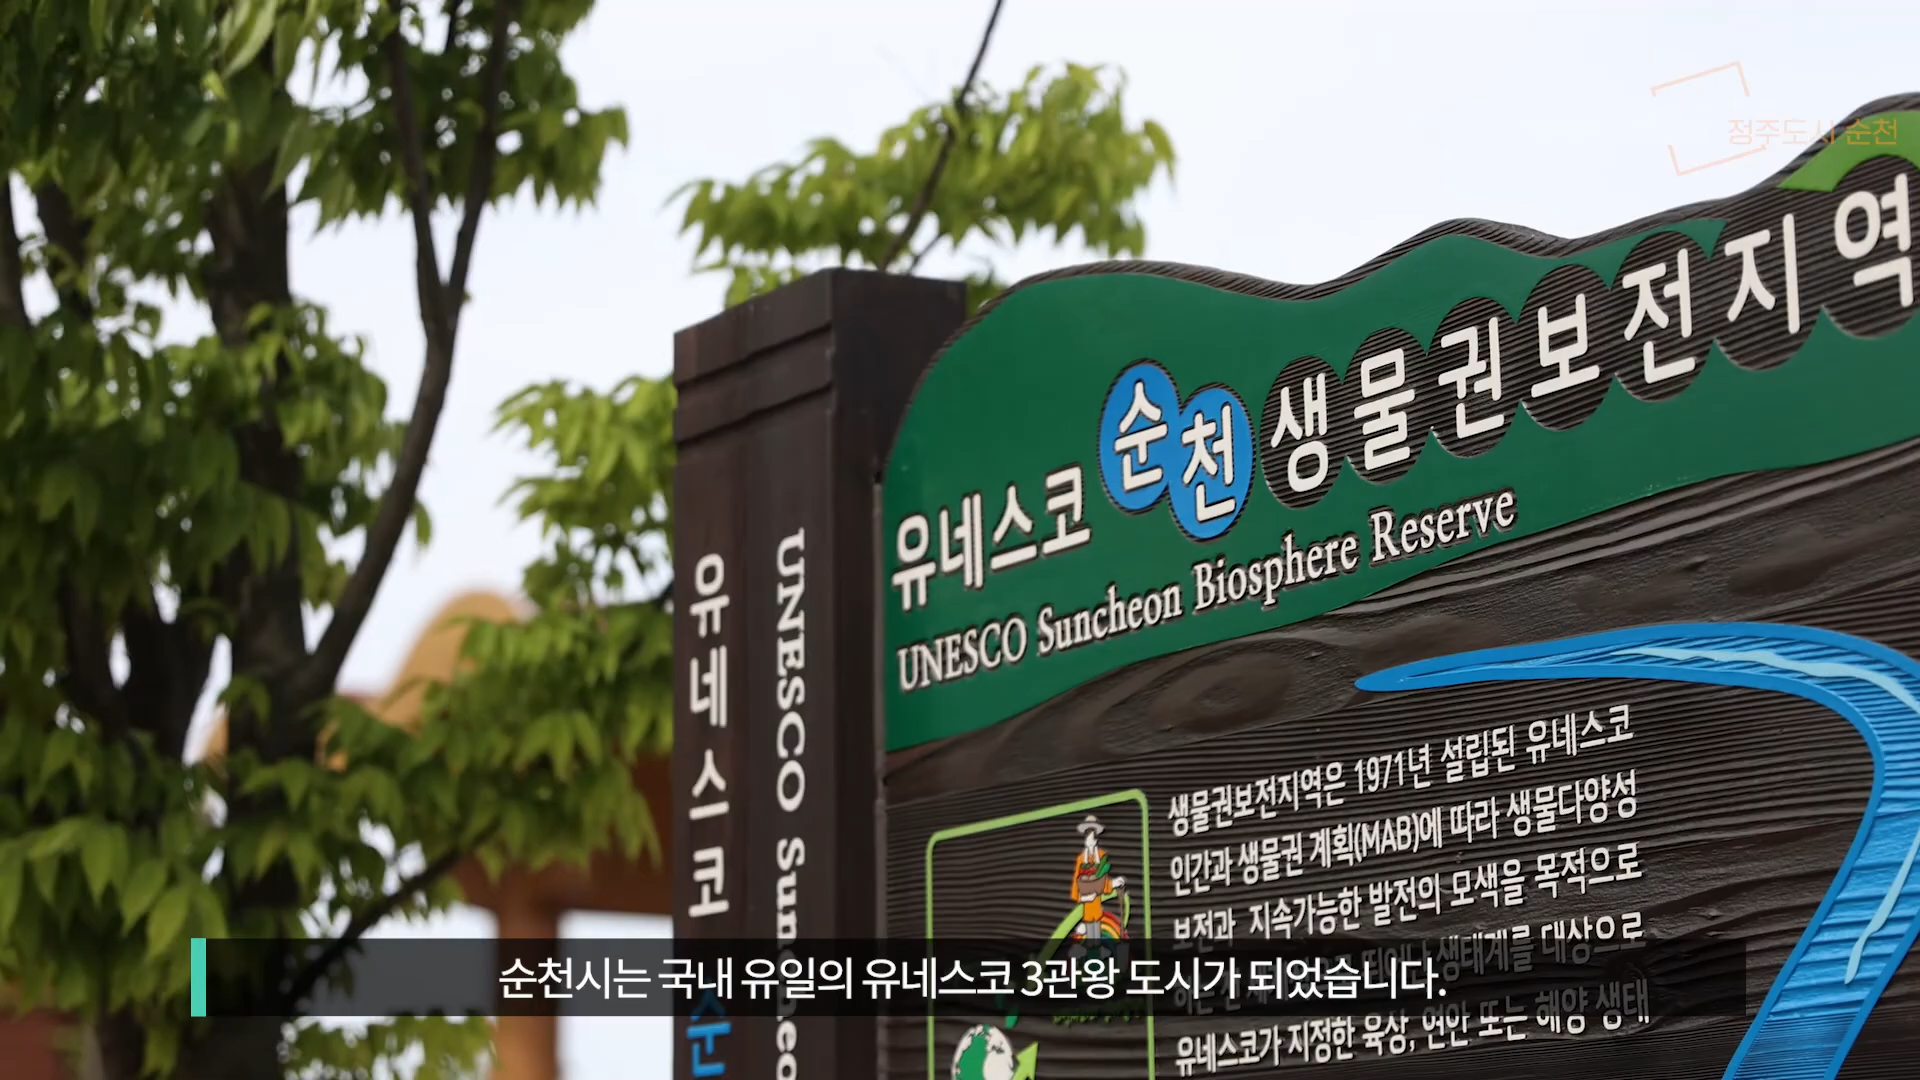 정주도시 순천
유네스코 순천 생물권보전지역
UNESCO Suncheon Biosphere Reserve
유네스코 순
UNESCO
생물권보전지역은 1971년 설립된 유네스코
인간과 생물권 계획(MAB)에 따라 생물다양성
보전과 지속가능한 발전의 모색을 목적으로
생태계를 대상으로
유네스코가 지정한 육상, 연안 또는 해양 생태
순천시는 국내 유일의 유네스코 3관왕 도시가 되었습니다.